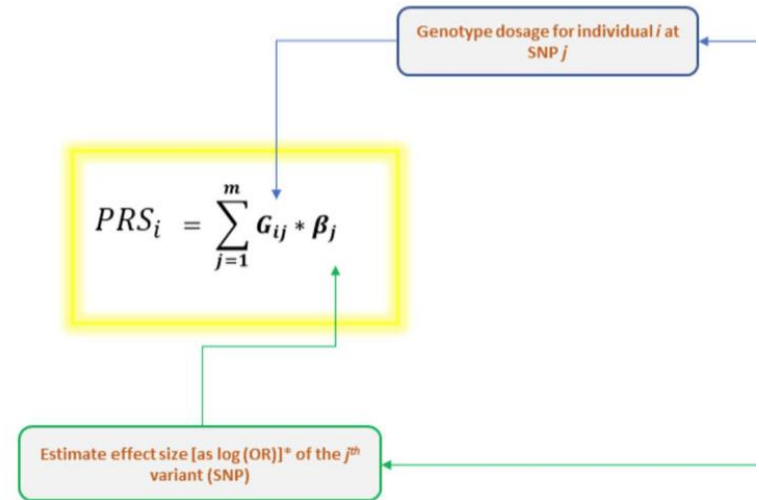 Genotype dosage for individual i at
SNP j
m
PRSᵢ = ∑ Gᵢⱼ * βⱼ
j=1
Estimate effect size [as log (OR)]* of the jᵗʰ
variant (SNP)